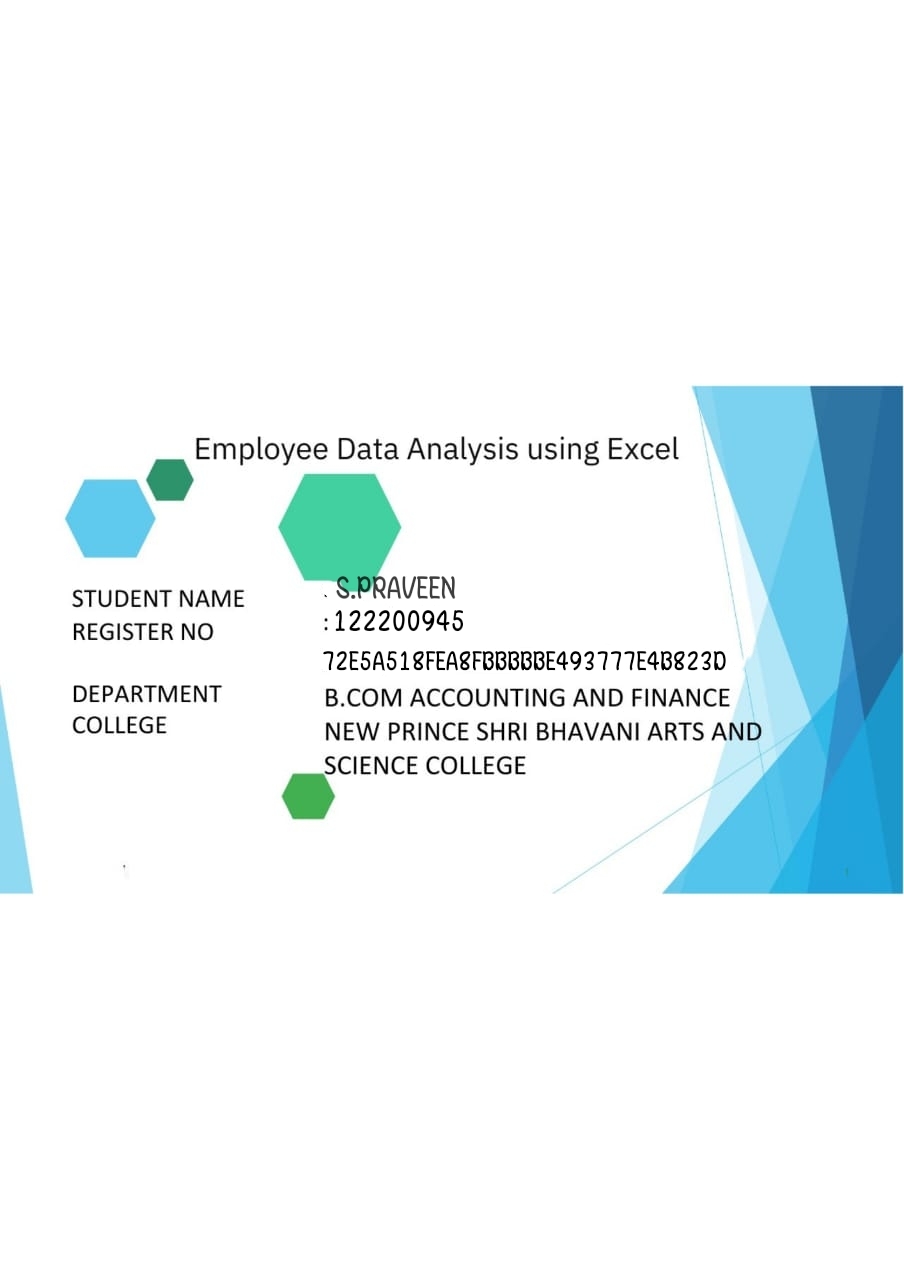 Employee Data Analysis using Excel
STUDENT NAME
S.PRAVEEN
REGISTER NO
:122200945
72E5A518FEA8FBBBBBE493777E4B823D
DEPARTMENT
B.COM ACCOUNTING AND FINANCE
COLLEGE
NEW PRINCE SHRI BHAVANI ARTS AND
SCIENCE COLLEGE